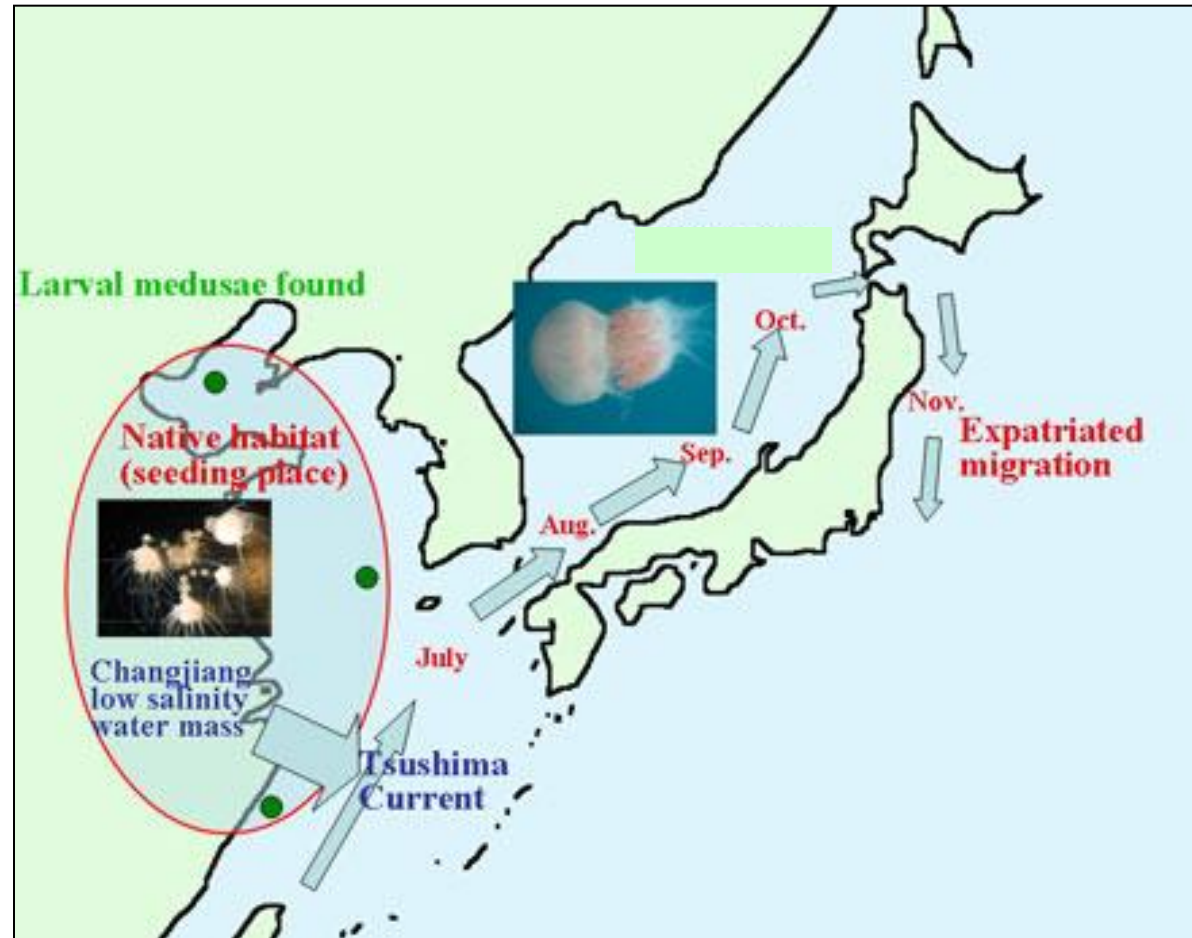 Larval medusae found
Native habitat
(seeding place)
Changjiang
low salinity
water mass
Tsushima
Current
July
Aug.
Sep.
Oct.
Nov.
Expatriated
migration